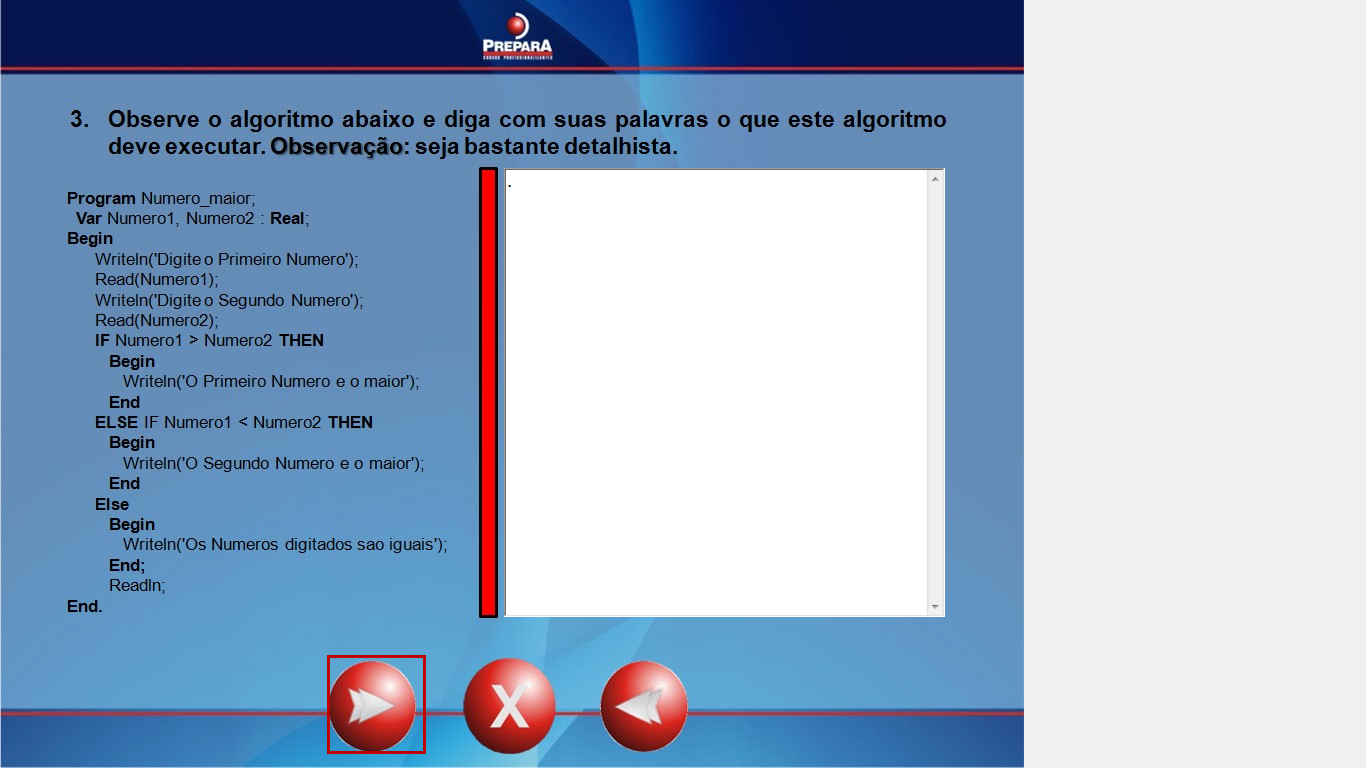 PREPARA
CURSOS PROFISSIONALIZANTES
3. Observe o algoritmo abaixo e diga com suas palavras o que este algoritmo
deve executar. Observação: seja bastante detalhista.
Program Numero_maior;
Var Numero1, Numero2 : Real;
Begin
Writeln('Digite o Primeiro Numero');
Read(Numero1);
Writeln('Digite o Segundo Numero');
Read(Numero2);
IF Numero1 > Numero2 THEN
Begin
Writeln('O Primeiro Numero e o maior');
End
ELSE IF Numero1 < Numero2 THEN
Begin
Writeln('O Segundo Numero e o maior');
End
Else
Begin
Writeln('Os Numeros digitados sao iguais');
End;
Readln;
End.
.
X